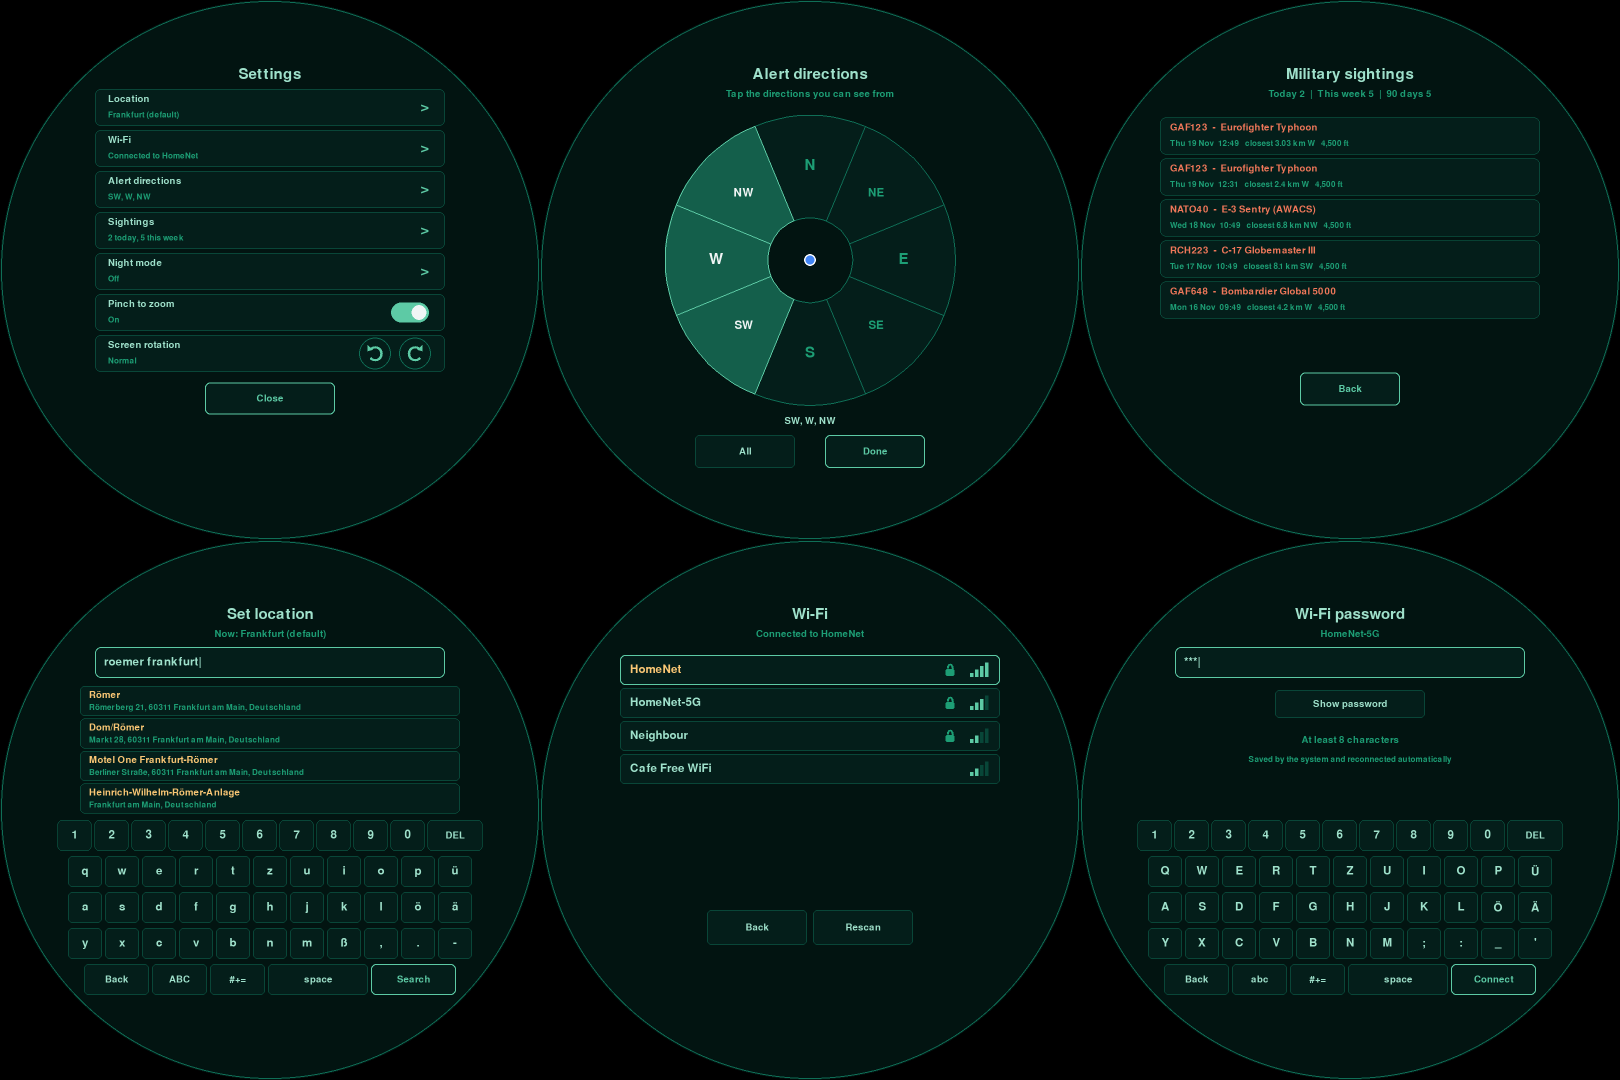 Settings
Location
Frankfurt (default)
>
Wi-Fi
Connected to HomeNet
>
Alert directions
SW, W, NW
>
Sightings
2 today, 5 this week
>
Night mode
Off
>
Pinch to zoom
On
Screen rotation
Normal
Close
Alert directions
Tap the directions you can see from
N
NW
NE
W
E
SW
SE
S
SW, W, NW
All
Done
Military sightings
Today 2 | This week 5 | 90 days 5
GAF123 - Eurofighter Typhoon
Thu 19 Nov 12:49 closest 3.03 km W 4,500 ft
GAF123 - Eurofighter Typhoon
Thu 19 Nov 12:31 closest 2.4 km W 4,500 ft
NATO40 - E-3 Sentry (AWACS)
Wed 18 Nov 10:49 closest 6.8 km NW 4,500 ft
RCH223 - C-17 Globemaster III
Tue 17 Nov 10:49 closest 8.1 km SW 4,500 ft
GAF648 - Bombardier Global 5000
Mon 16 Nov 09:49 closest 4.2 km W 4,500 ft
Back
Set location
Now: Frankfurt (default)
roemer frankfurt|
Römer
Römerberg 21, 60311 Frankfurt am Main, Deutschland
Dom/Römer
Markt 28, 60311 Frankfurt am Main, Deutschland
Motel One Frankfurt-Römer
Berliner Straße, 60311 Frankfurt am Main, Deutschland
Heinrich-Wilhelm-Römer-Anlage
Frankfurt am Main, Deutschland
1 2 3 4 5 6 7 8 9 0 DEL
q w e r t z u i o p ü
a s d f g h j k l ö ä
y x c v b n m ß , . -
Back ABC #+= space Search
Wi-Fi
Connected to HomeNet
HomeNet
HomeNet-5G
Neighbour
Cafe Free WiFi
Back
Rescan
Wi-Fi password
HomeNet-5G
***|
Show password
At least 8 characters
Saved by the system and reconnected automatically
1 2 3 4 5 6 7 8 9 0 DEL
Q W E R T Z U I O P Ü
A S D F G H J K L Ö Ä
Y X C V B N M ; : _ '
Back abc #+= space Connect